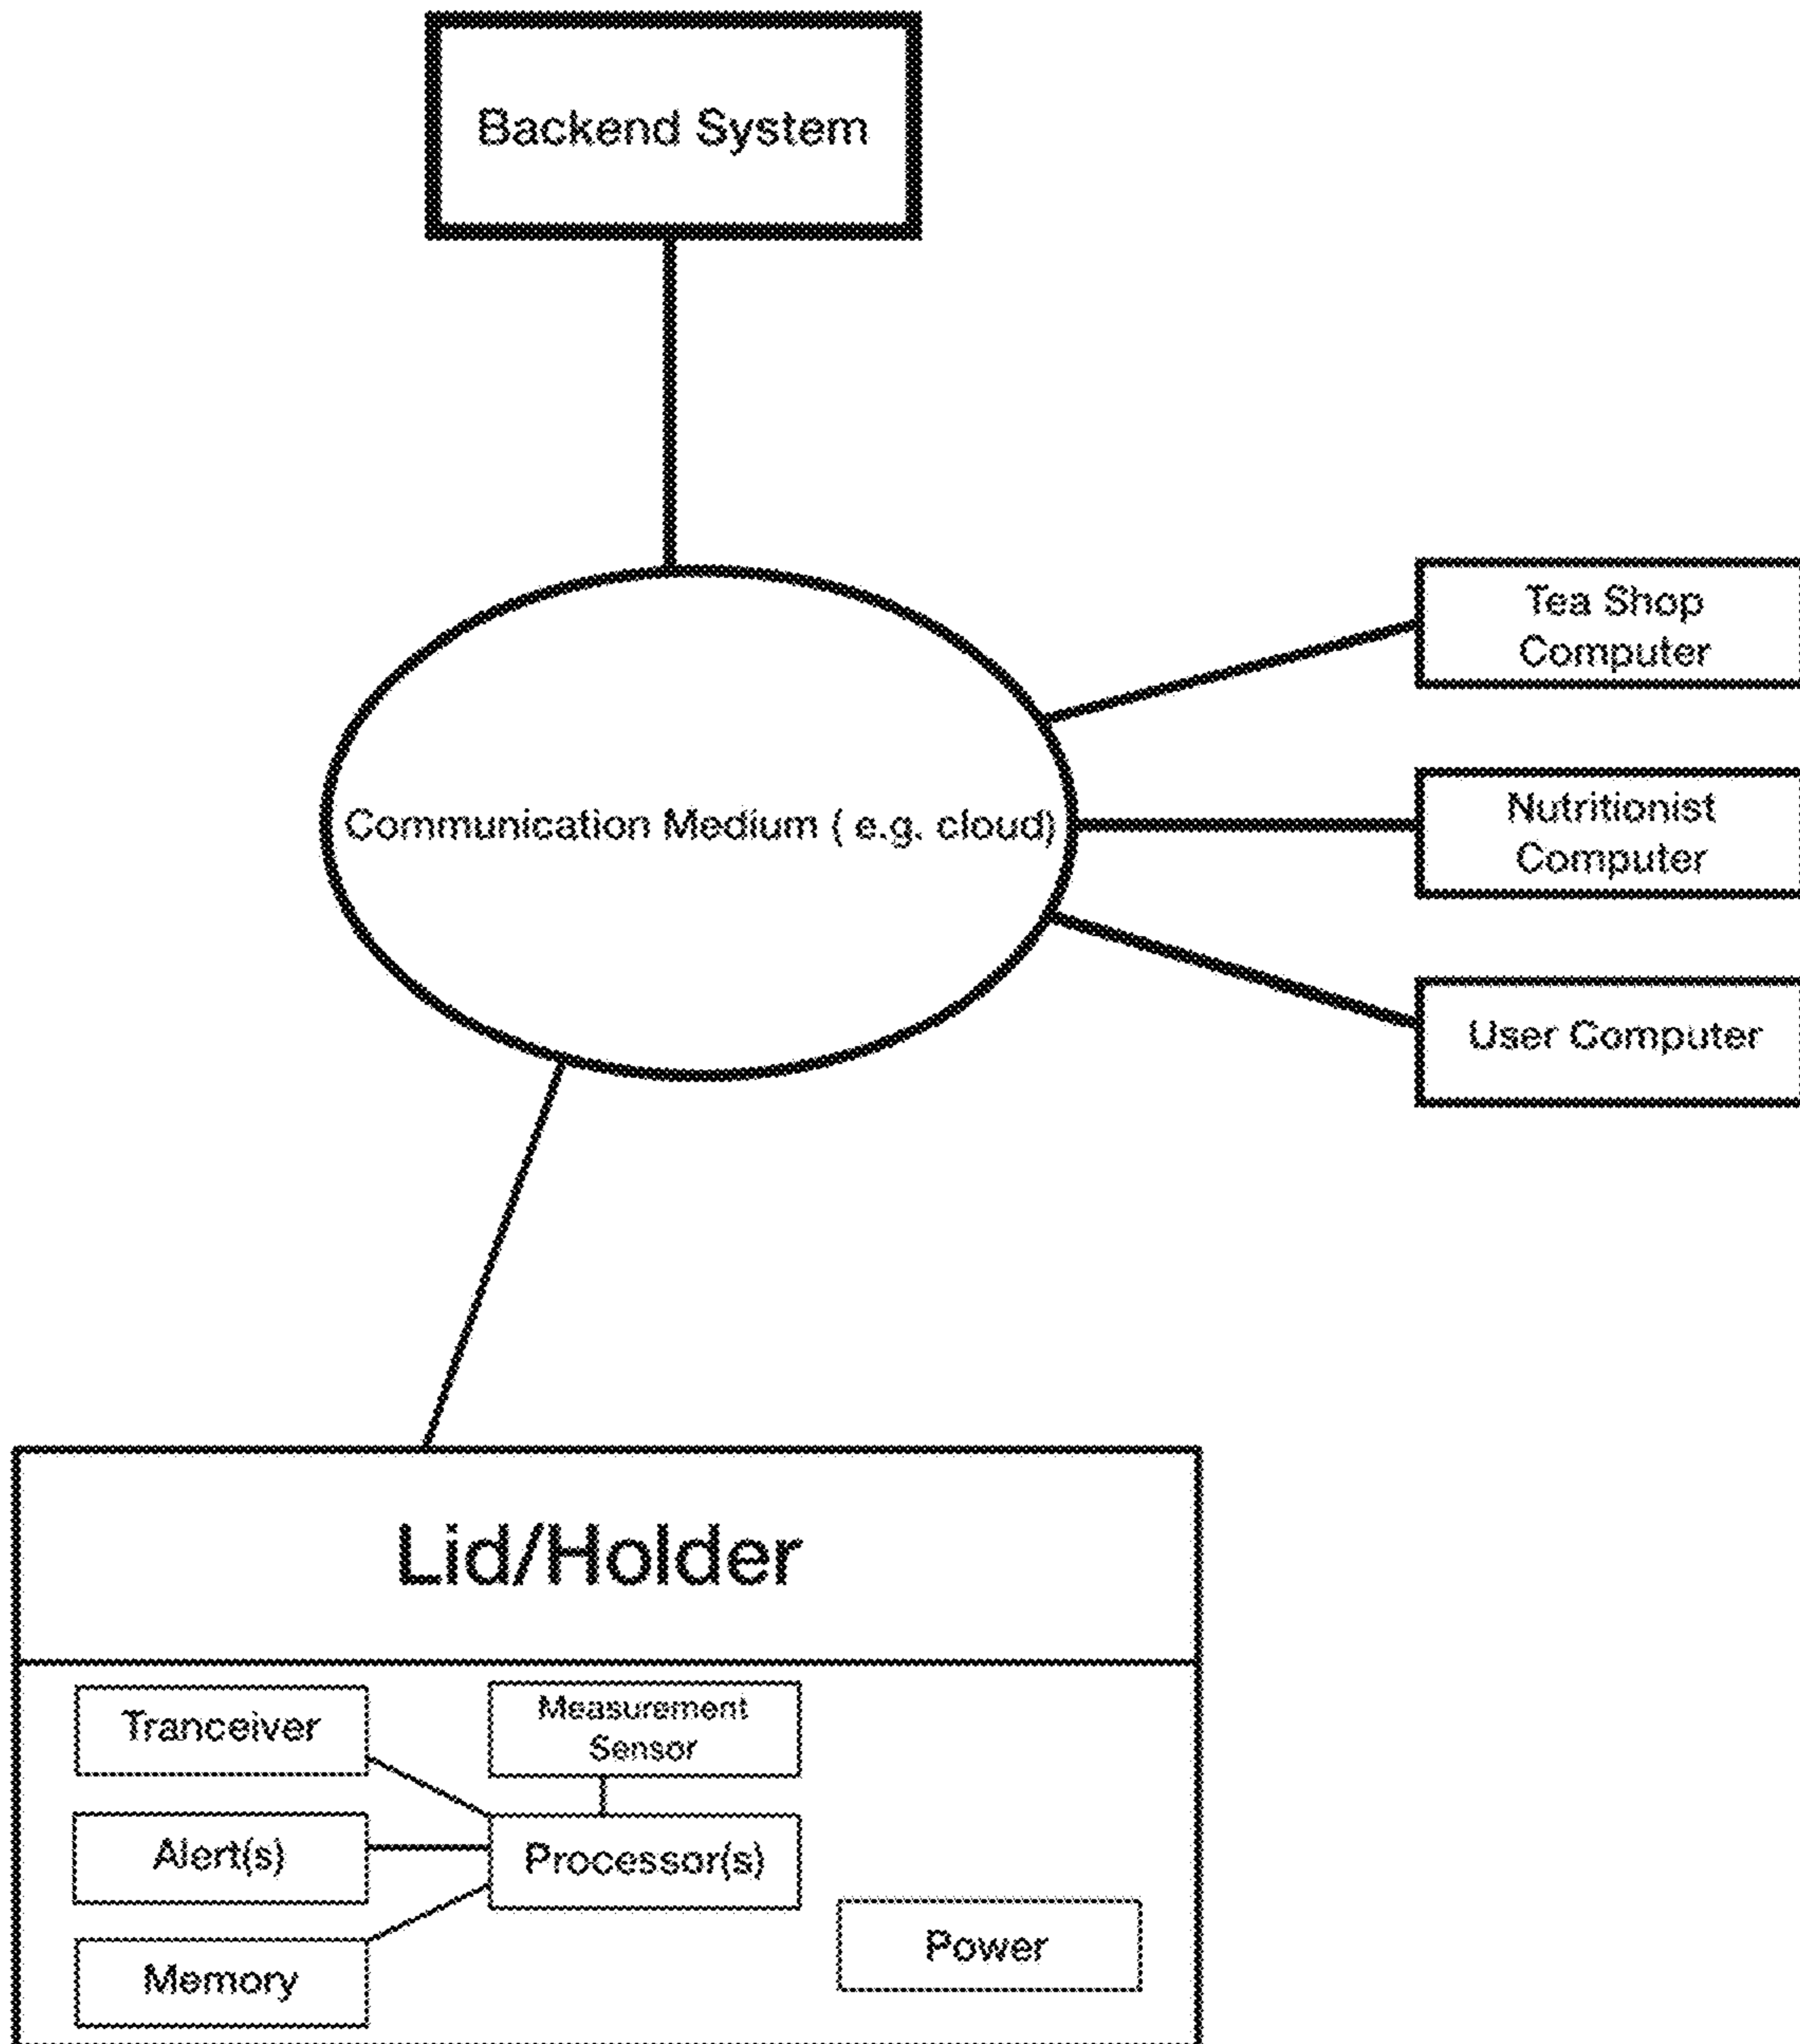 Backend System
Tea Shop
Computer
Communication Medium ( e.g. cloud)
Nutritionist
Computer
User Computer
Lid/Holder
Tranceiver
Measurement
Sensor
Alert(s)
Processor(s)
Power
Memory